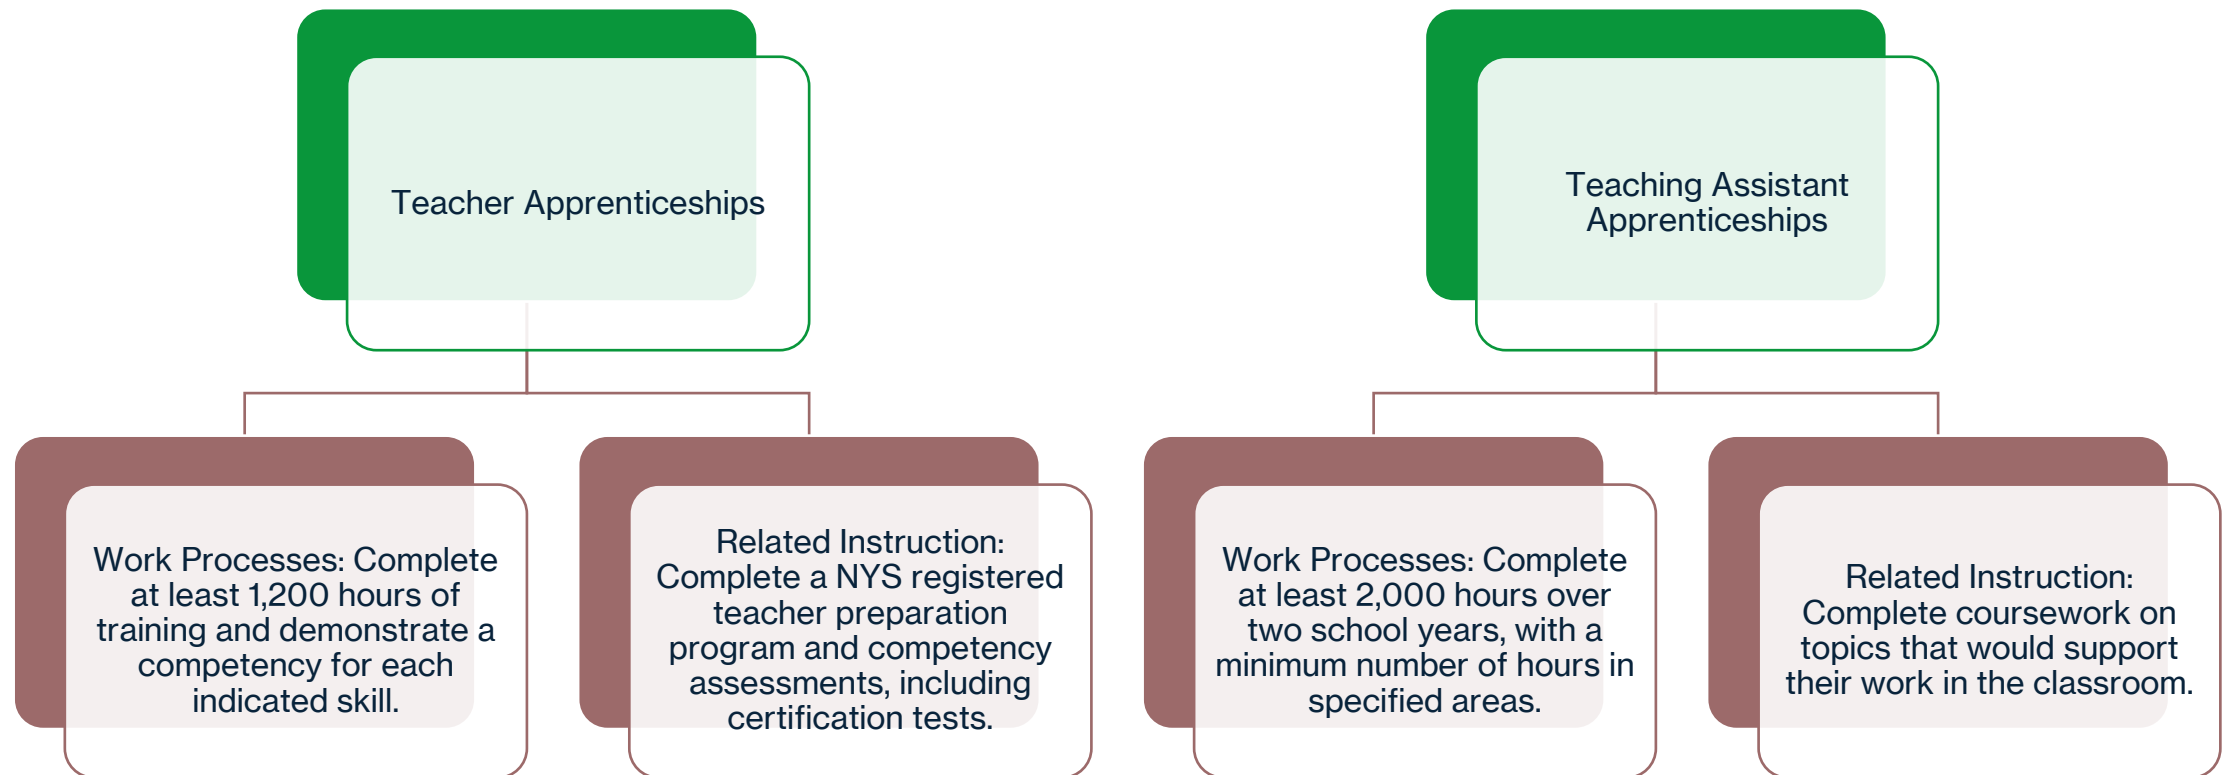 Teacher Apprenticeships
Teaching Assistant
Apprenticeships
Work Processes: Complete
at least 1,200 hours of
training and demonstrate a
competency for each
indicated skill.
Related Instruction:
Complete a NYS registered
teacher preparation
program and competency
assessments, including
certification tests.
Work Processes: Complete
at least 2,000 hours over
two school years, with a
minimum number of hours in
specified areas.
Related Instruction:
Complete coursework on
topics that would support
their work in the classroom.